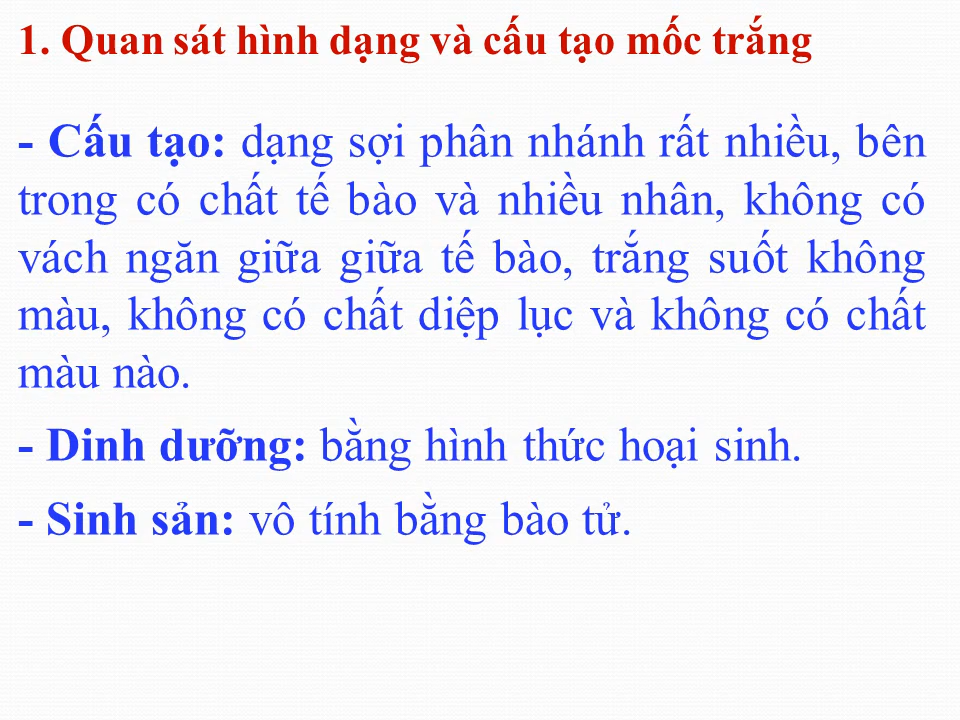 1. Quan sát hình dạng và cấu tạo mốc trắng
- Cấu tạo: dạng sợi phân nhánh rất nhiều, bên
trong có chất tế bào và nhiều nhân, không có
vách ngăn giữa giữa tế bào, trắng suốt không
màu, không có chất diệp lục và không có chất
màu nào.
- Dinh dưỡng: bằng hình thức hoại sinh.
- Sinh sản: vô tính bằng bào tử.